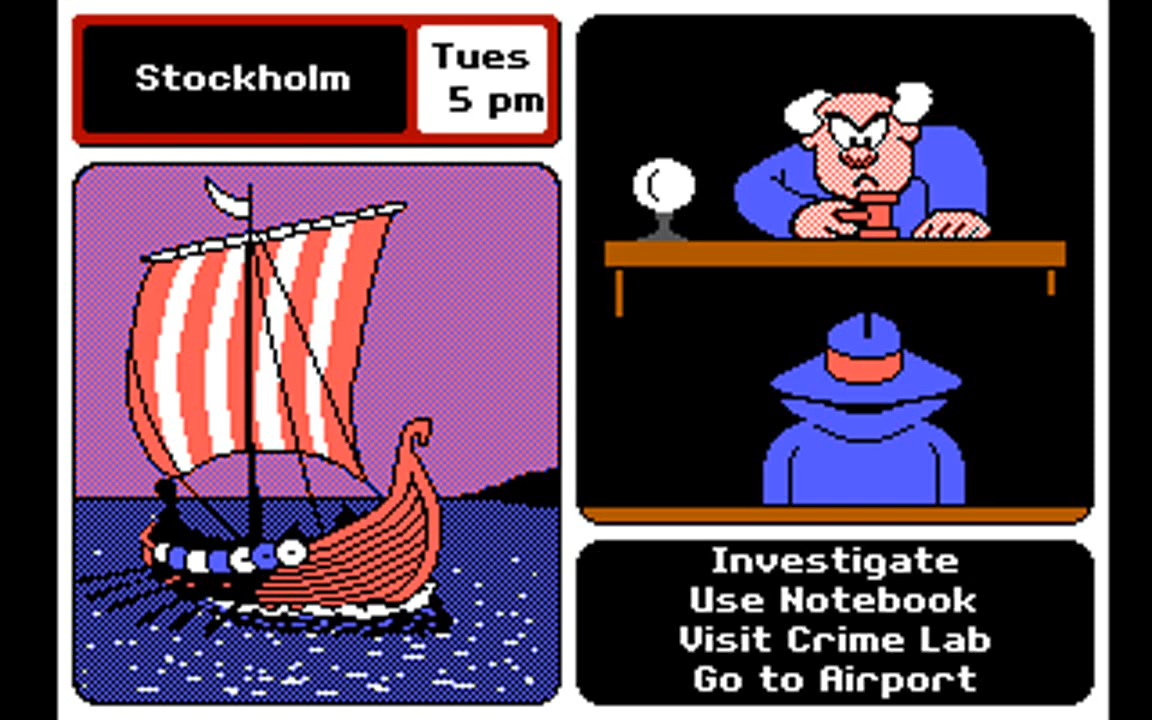 Stockholm
Tues
5 pm
Investigate
Use Notebook
Visit Crime Lab
Go to Airport